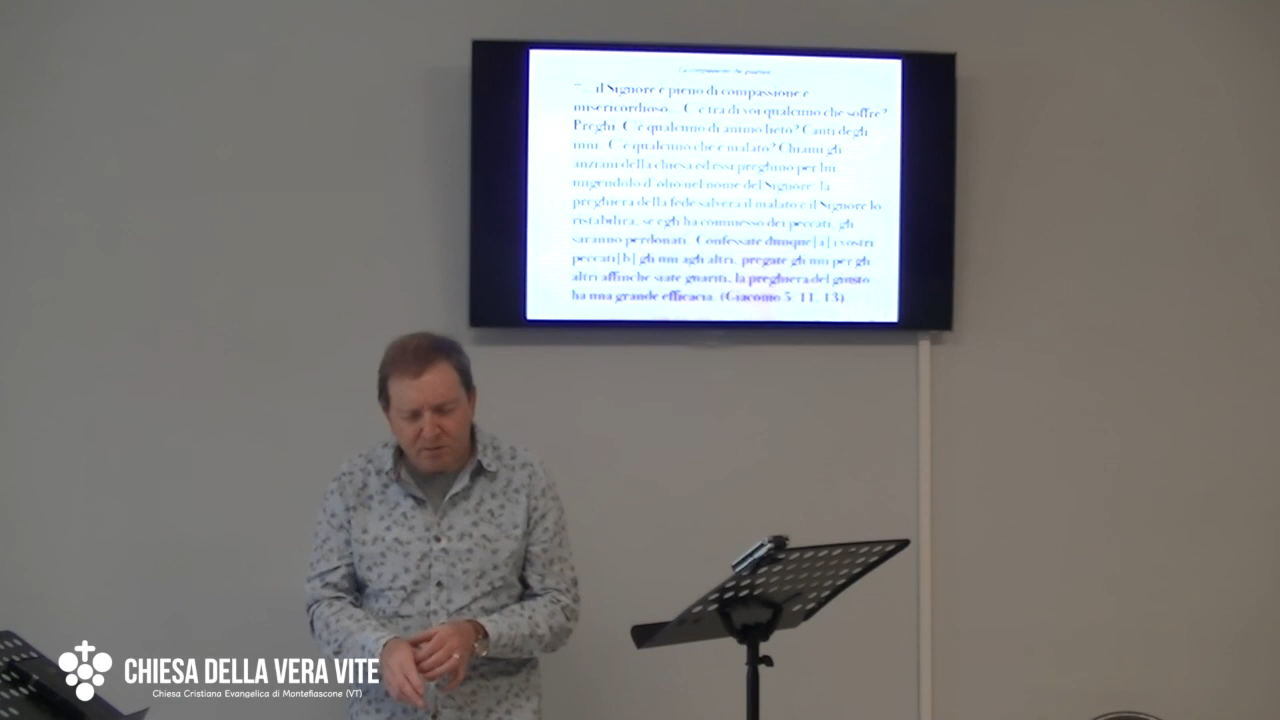 La compassione che guarisce
"... il Signore è pieno di compassione e
misericordioso... C'è tra di voi qualcuno che soffre?
Preghi. C'è qualcuno di animo lieto? Canti degli
inni. C'è qualcuno che è malato? Chiami gli
anziani della chiesa ed essi preghino per lui
ungendolo d'olio nel nome del Signore: la
preghiera della fede salverà il malato e il Signore lo
ristabilirà; se egli ha commesso dei peccati, gli
saranno perdonati. Confessate dunque[a] i vostri
peccati[b] gli uni agli altri, pregate gli uni per gli
altri affinché siate guariti; la preghiera del giusto
ha una grande efficacia. (Giacomo 5: 11, 13)
CHIESA DELLA VERA VITE
Chiesa Cristiana Evangelica di Montefiascone (VT)